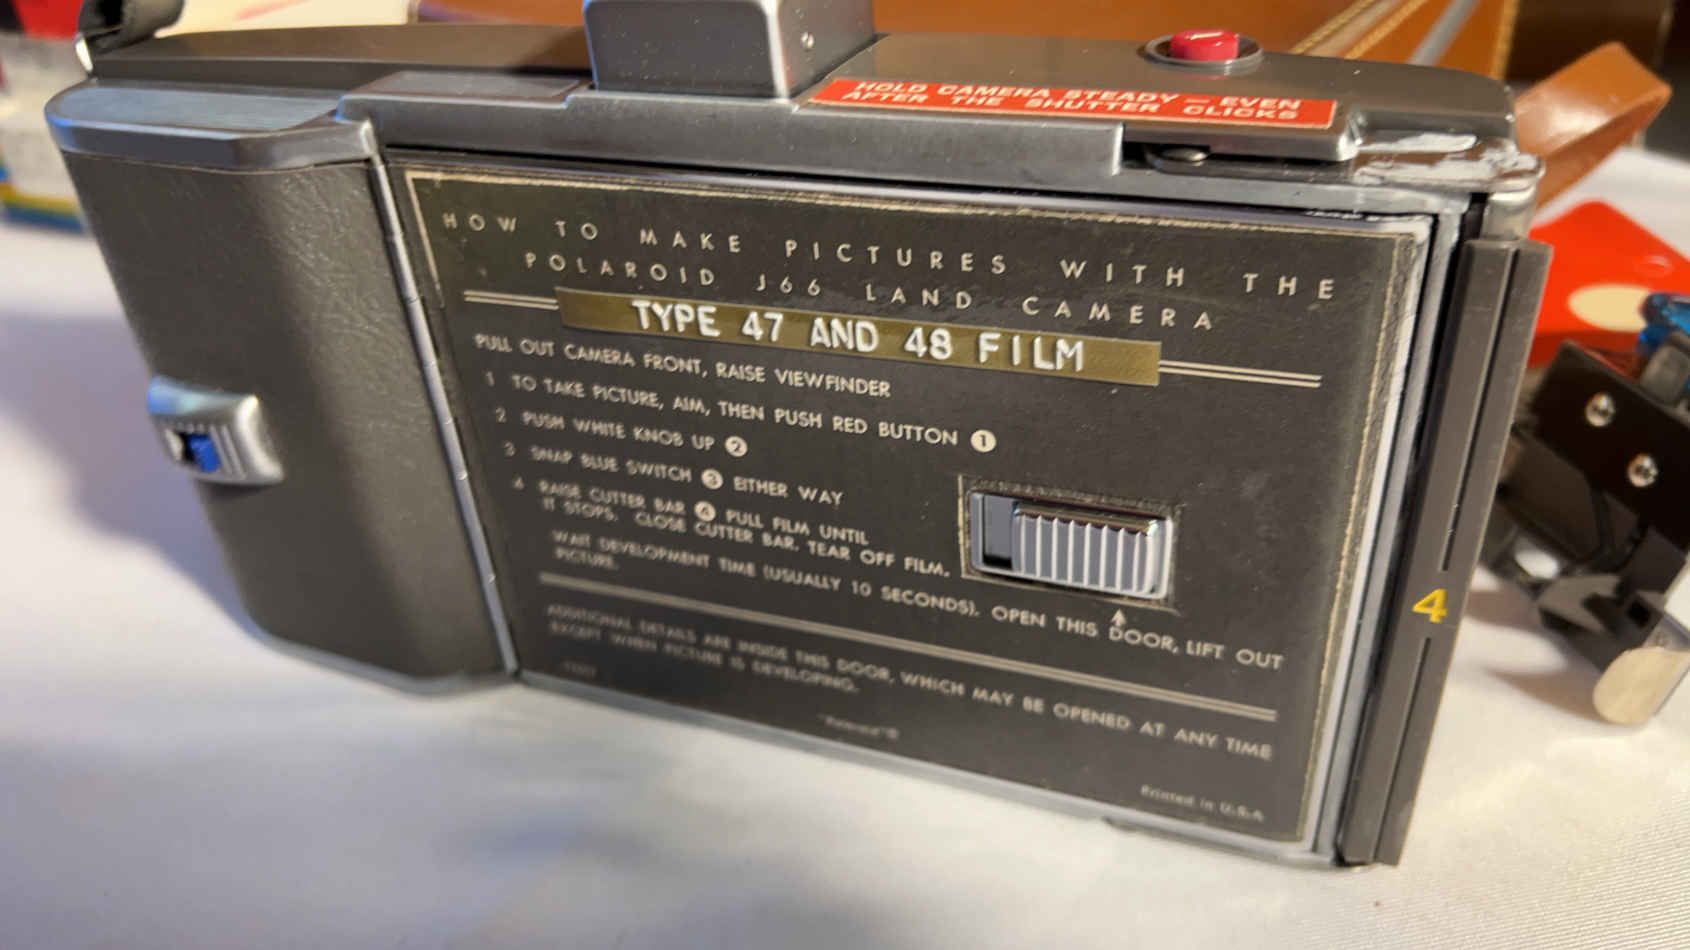 HOLD CAMERA STEADY — EVEN
AFTER THE SHUTTER CLICKS
HOW TO MAKE PICTURES WITH THE
POLAROID J66 LAND CAMERA
TYPE 47 AND 48 FILM
PULL OUT CAMERA FRONT, RAISE VIEWFINDER
1 TO TAKE PICTURE, AIM, THEN PUSH RED BUTTON 1
2 PUSH WHITE KNOB UP 2
3 SNAP BLUE SWITCH 3 EITHER WAY
4 RAISE CUTTER BAR 4 PULL FILM UNTIL
IT STOPS. CLOSE CUTTER BAR. TEAR OFF FILM.
WAIT DEVELOPMENT TIME (USUALLY 10 SECONDS). OPEN THIS DOOR, LIFT OUT
PICTURE.
ADDITIONAL DETAILS ARE INSIDE THIS DOOR, WHICH MAY BE OPENED AT ANY TIME
EXCEPT WHEN PICTURE IS DEVELOPING.
"Polaroid"®
Printed in U.S.A
4